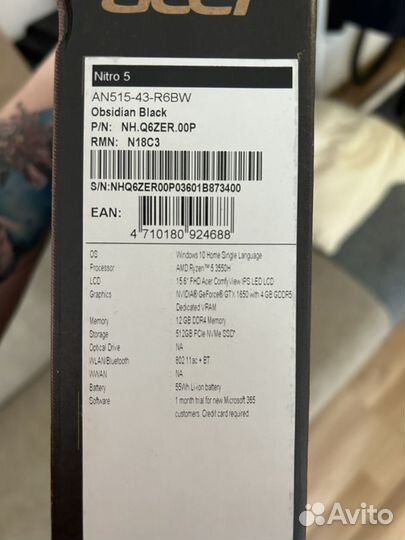 acer
Nitro 5
AN515-43-R6BW
Obsidian Black
P/N: NH.Q6ZER.00P
RMN: N18C3
S/N:NHQ6ZER00P03601B873400
EAN:
4 710180 924688
OS Windows 10 Home Single Language
Processor AMD Ryzen™ 5 3550H
LCD 15.6" FHD Acer ComfyView IPS LED LCD
Graphics NVIDIA® GeForce® GTX 1650 with 4 GB GDDR5
Dedicated VRAM
Memory 12 GB DDR4 Memory
Storage 512GB PCIe NVMe SSD*
Optical Drive NA
WLAN/Bluetooth 802.11ac + BT
WWAN NA
Battery 55Wh Li-ion battery
Software 1 month trial for new Microsoft 365
customers. Credit card required.
Avito